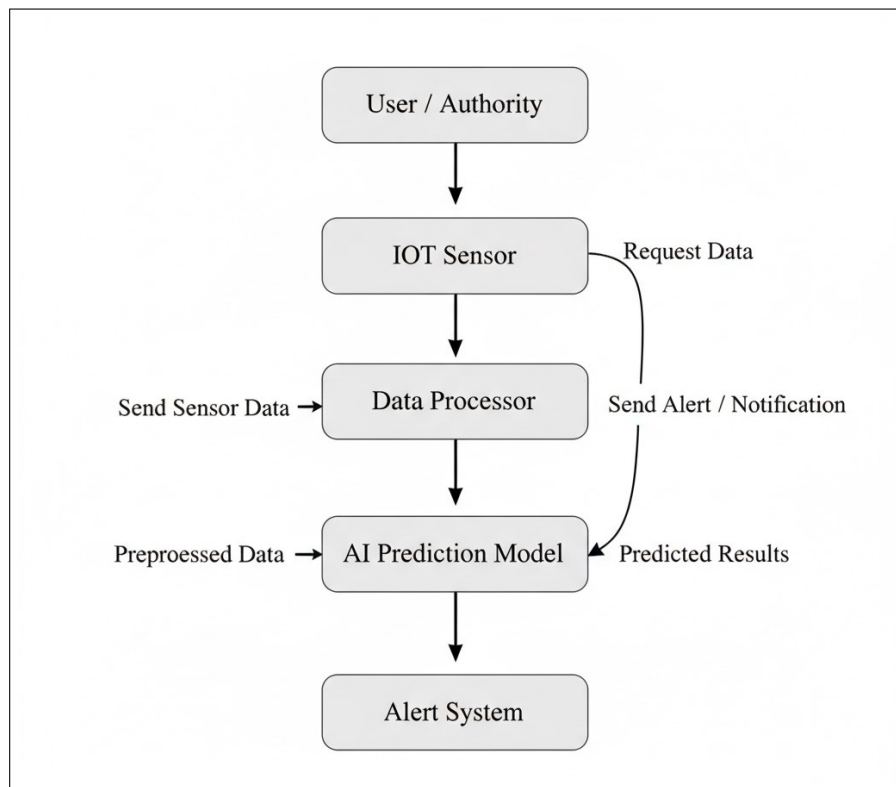 User / Authority
IOT Sensor
Request Data
Send Sensor Data
Data Processor
Send Alert / Notification
Preproessed Data
AI Prediction Model
Predicted Results
Alert System